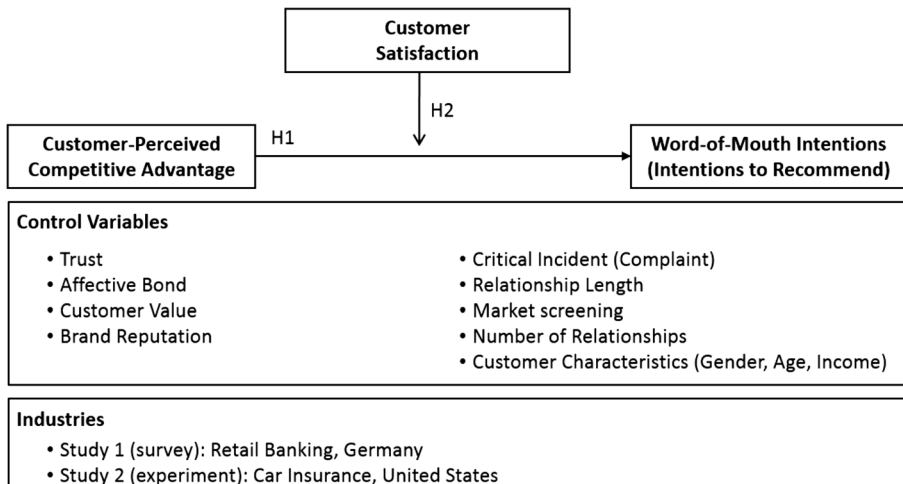 Customer
Satisfaction
H2
H1
Customer-Perceived
Competitive Advantage
Word-of-Mouth Intentions
(Intentions to Recommend)
Control Variables
• Trust
• Affective Bond
• Customer Value
• Brand Reputation
• Critical Incident (Complaint)
• Relationship Length
• Market screening
• Number of Relationships
• Customer Characteristics (Gender, Age, Income)
Industries
• Study 1 (survey): Retail Banking, Germany
• Study 2 (experiment): Car Insurance, United States